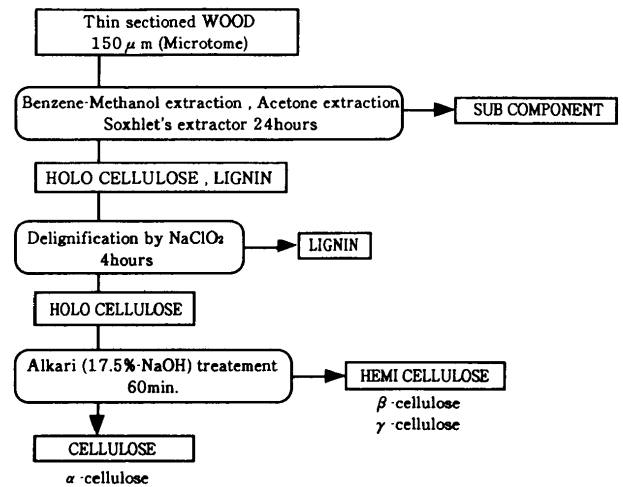 Thin sectioned WOOD
150 μm (Microtome)
Benzene-Methanol extraction , Acetone extraction
Soxhlet's extractor 24hours
SUB COMPONENT
HOLO CELLULOSE , LIGNIN
Delignification by NaClO₂
4hours
LIGNIN
HOLO CELLULOSE
Alkari (17.5%-NaOH) treatement
60min.
HEMI CELLULOSE
β-cellulose
γ-cellulose
CELLULOSE
α-cellulose